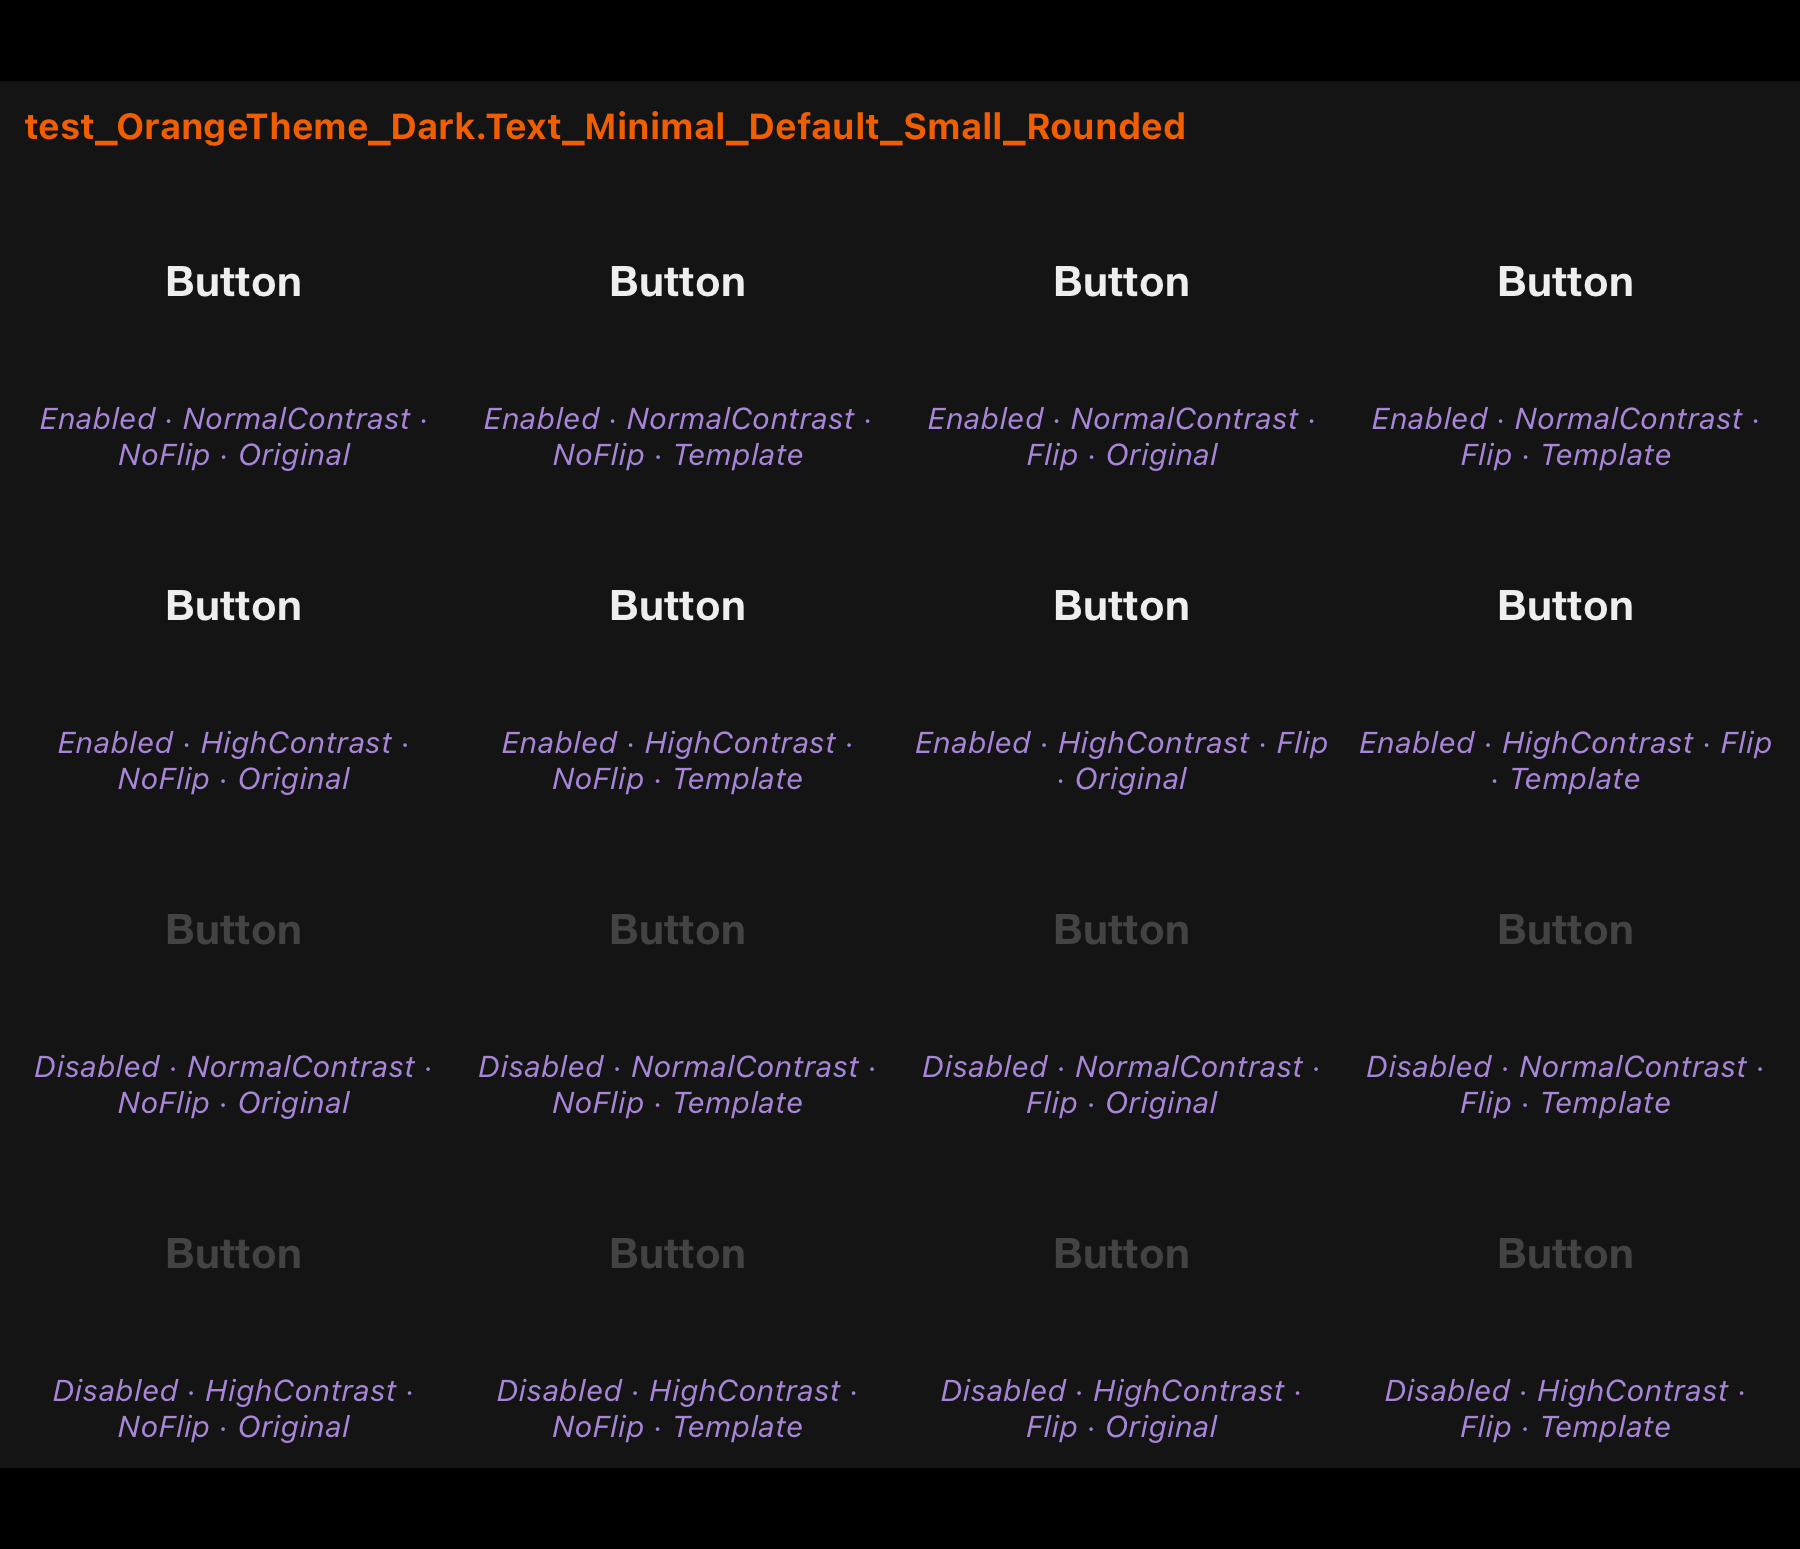 test_OrangeTheme_Dark.Text_Minimal_Default_Small_Rounded
Button Button Button Button
Enabled · NormalContrast · Enabled · NormalContrast · Enabled · NormalContrast · Enabled · NormalContrast ·
NoFlip · Original NoFlip · Template Flip · Original Flip · Template
Button Button Button Button
Enabled · HighContrast · Enabled · HighContrast · Enabled · HighContrast · Flip Enabled · HighContrast · Flip
NoFlip · Original NoFlip · Template · Original · Template
Button Button Button Button
Disabled · NormalContrast · Disabled · NormalContrast · Disabled · NormalContrast · Disabled · NormalContrast ·
NoFlip · Original NoFlip · Template Flip · Original Flip · Template
Button Button Button Button
Disabled · HighContrast · Disabled · HighContrast · Disabled · HighContrast · Disabled · HighContrast ·
NoFlip · Original NoFlip · Template Flip · Original Flip · Template